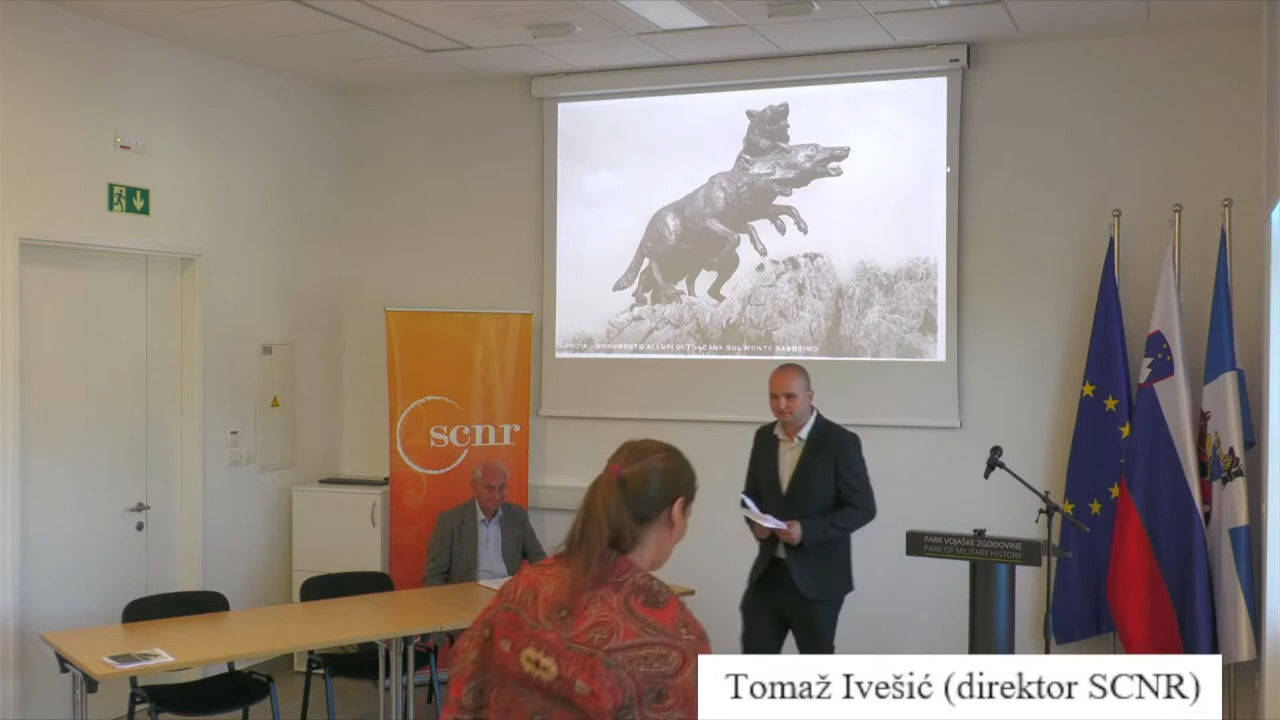 GORIZIA - MONUMENTO AI LUPI DI TOSCANA SUL MONTE SABOTINO
scnr
PARK VOJAŠKE ZGODOVINE
PARK OF MILITARY HISTORY
Tomaž Ivešić (direktor SCNR)